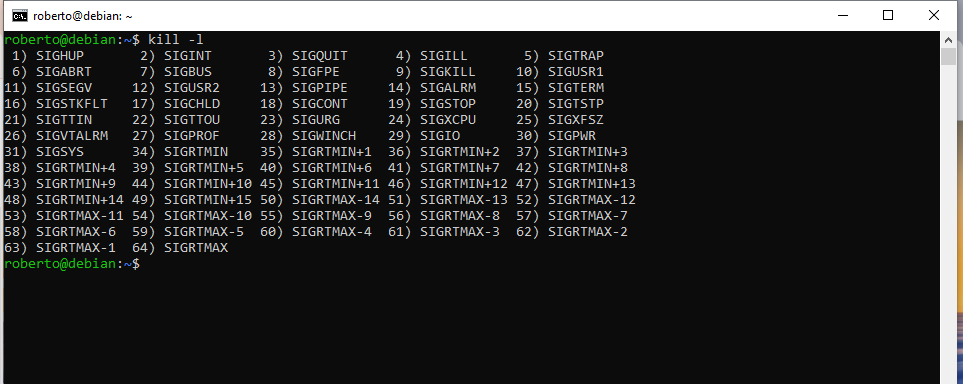 roberto@debian: ~
roberto@debian:~$ kill -l
 1) SIGHUP       2) SIGINT       3) SIGQUIT      4) SIGILL       5) SIGTRAP
 6) SIGABRT      7) SIGBUS       8) SIGFPE       9) SIGKILL     10) SIGUSR1
11) SIGSEGV     12) SIGUSR2     13) SIGPIPE     14) SIGALRM     15) SIGTERM
16) SIGSTKFLT   17) SIGCHLD     18) SIGCONT     19) SIGSTOP     20) SIGTSTP
21) SIGTTIN     22) SIGTTOU     23) SIGURG      24) SIGXCPU     25) SIGXFSZ
26) SIGVTALRM   27) SIGPROF     28) SIGWINCH    29) SIGIO       30) SIGPWR
31) SIGSYS      34) SIGRTMIN    35) SIGRTMIN+1  36) SIGRTMIN+2  37) SIGRTMIN+3
38) SIGRTMIN+4  39) SIGRTMIN+5  40) SIGRTMIN+6  41) SIGRTMIN+7  42) SIGRTMIN+8
43) SIGRTMIN+9  44) SIGRTMIN+10 45) SIGRTMIN+11 46) SIGRTMIN+12 47) SIGRTMIN+13
48) SIGRTMIN+14 49) SIGRTMIN+15 50) SIGRTMAX-14 51) SIGRTMAX-13 52) SIGRTMAX-12
53) SIGRTMAX-11 54) SIGRTMAX-10 55) SIGRTMAX-9  56) SIGRTMAX-8  57) SIGRTMAX-7
58) SIGRTMAX-6  59) SIGRTMAX-5  60) SIGRTMAX-4  61) SIGRTMAX-3  62) SIGRTMAX-2
63) SIGRTMAX-1  64) SIGRTMAX
roberto@debian:~$